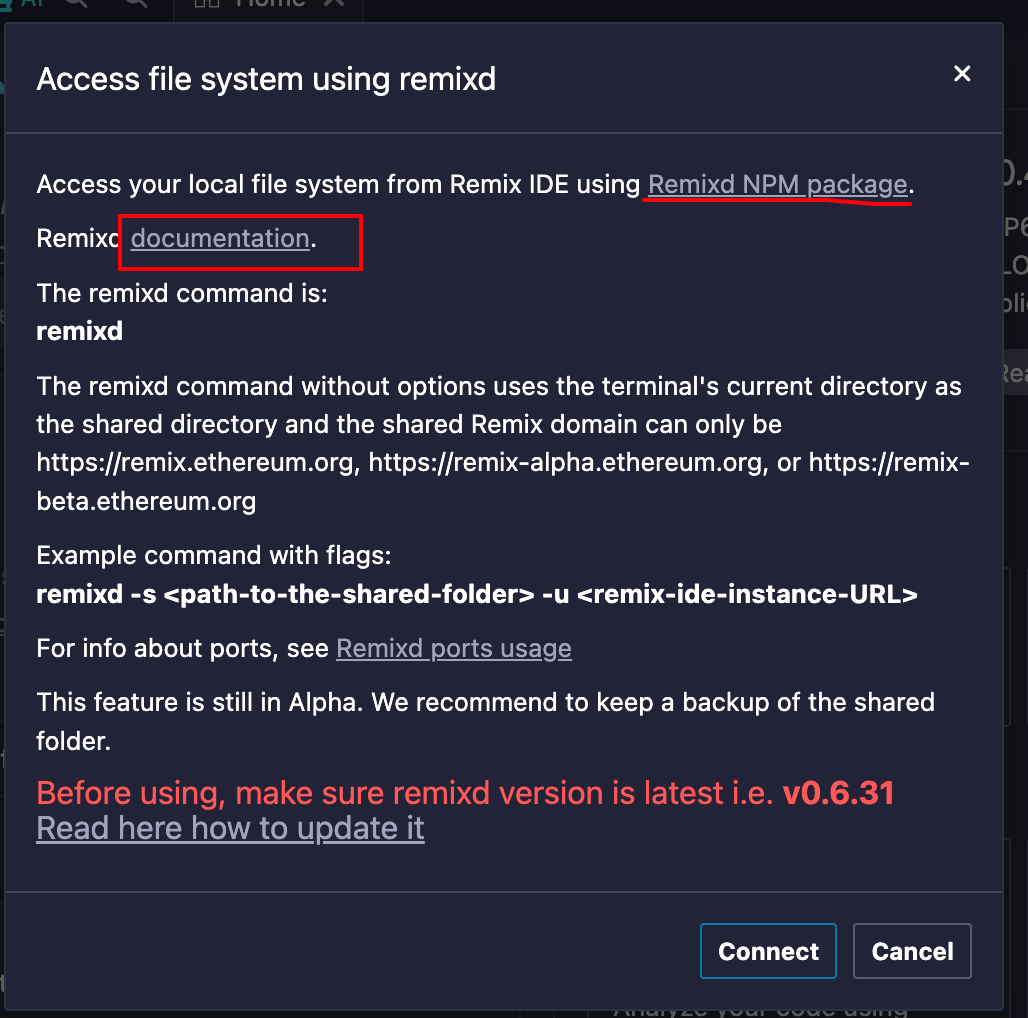 AI
Home
Access file system using remixd
Access your local file system from Remix IDE using Remixd NPM package.
Remixd documentation.
The remixd command is:
remixd
The remixd command without options uses the terminal's current directory as
the shared directory and the shared Remix domain can only be
https://remix.ethereum.org, https://remix-alpha.ethereum.org, or https://remix-
beta.ethereum.org
Example command with flags:
remixd -s <path-to-the-shared-folder> -u <remix-ide-instance-URL>
For info about ports, see Remixd ports usage
This feature is still in Alpha. We recommend to keep a backup of the shared
folder.
Before using, make sure remixd version is latest i.e. v0.6.31
Read here how to update it
Connect Cancel
Analyze your code using